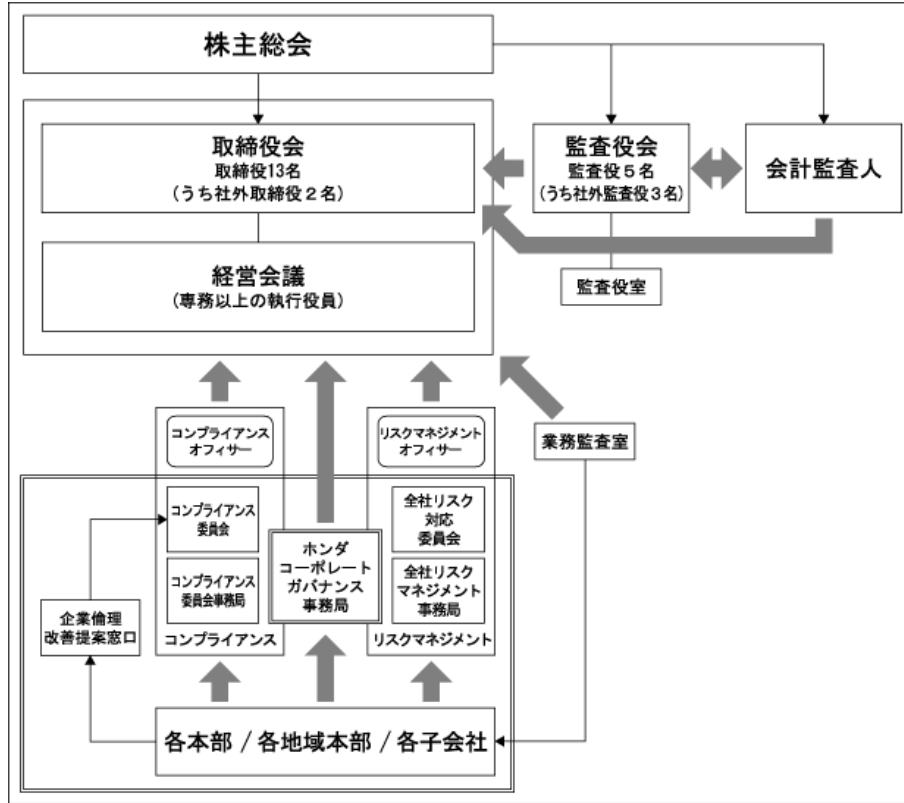 株主総会
取締役会
取締役13名
(うち社外取締役2名)
監査役会
監査役5名
(うち社外監査役3名)
会計監査人
経営会議
(専務以上の執行役員)
監査役室
コンプライアンス
オフィサー
リスクマネジメント
オフィサー
業務監査室
コンプライアンス
委員会
全社リスク
対応
委員会
ホンダ
コーポレート
ガバナンス
事務局
コンプライアンス
委員会事務局
全社リスク
マネジメント
事務局
企業倫理
改善提案窓口
コンプライアンス
リスクマネジメント
各本部 / 各地域本部 / 各子会社